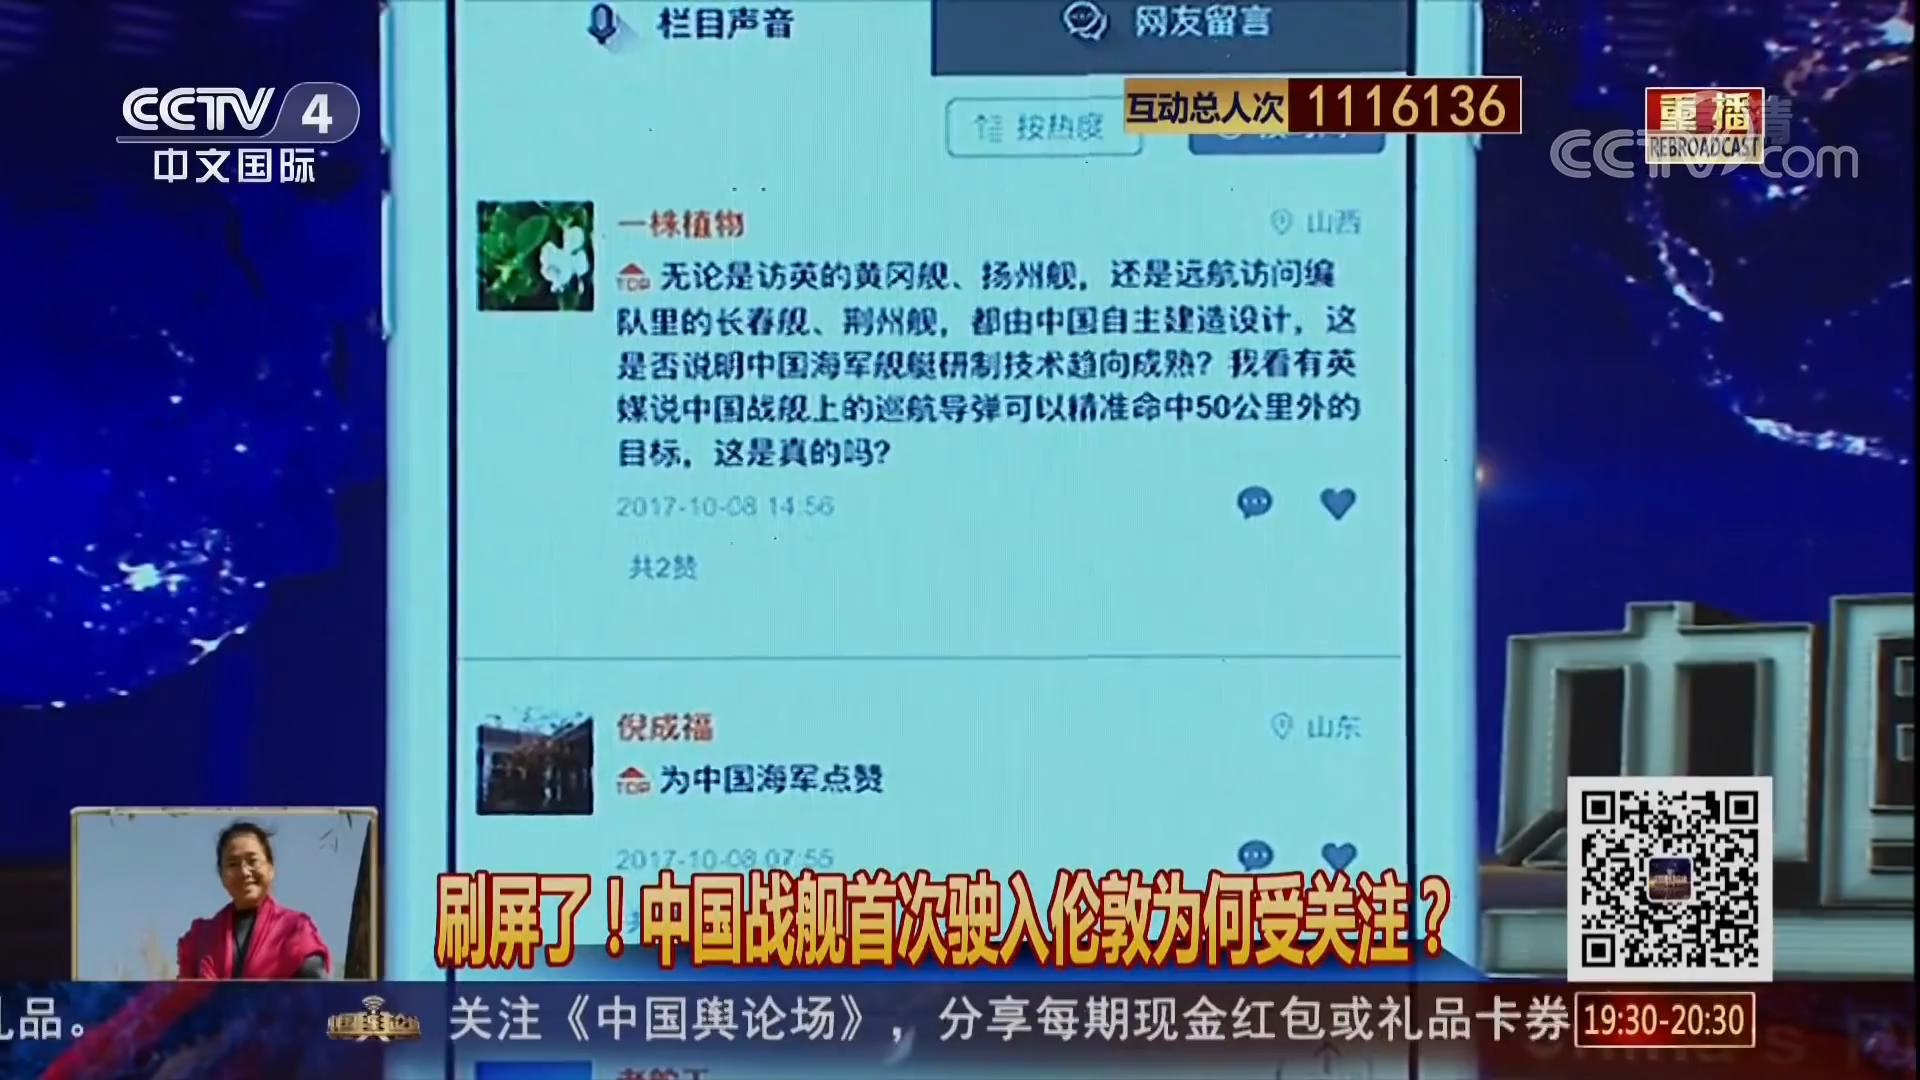 栏目声音
网友留言
CCTV 4
中文国际
按热度
互动总人次 1116136
重播
REBROADCAST
CCTV com
一株植物
山西
TOP 无论是访英的黄冈舰、扬州舰，还是远航访问编
队里的长春舰、荆州舰，都由中国自主建造设计，这
是否说明中国海军舰艇研制技术趋向成熟？我看有英
媒说中国战舰上的巡航导弹可以精准命中50公里外的
目标，这是真的吗？
2017-10-08 14:56
共2赞
倪成福
山东
TOP 为中国海军点赞
2017-10-08 07:55
刷屏了！中国战舰首次驶入伦敦为何受关注？
礼品。
关注《中国舆论场》，分享每期现金红包或礼品卡券
19:30-20:30